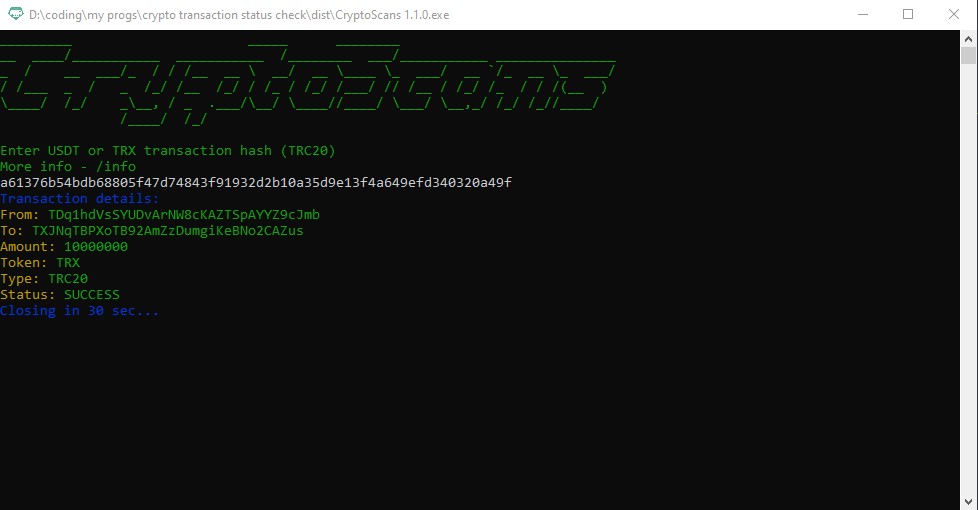 D:\coding\my progs\crypto transaction status check\dist\CryptoScans 1.1.0.exe
CryptoScans
Enter USDT or TRX transaction hash (TRC20)
More info - /info
a61376b54bdb68805f47d74843f91932d2b10a35d9e13f4a649efd340320a49f
Transaction details:
From: TDq1hdVsSYUDvArNW8cKAZTSpAYYZ9cJmb
To: TXJNqTBPXoTB92AmZzDumgiKeBNo2CAZus
Amount: 10000000
Token: TRX
Type: TRC20
Status: SUCCESS
Closing in 30 sec...